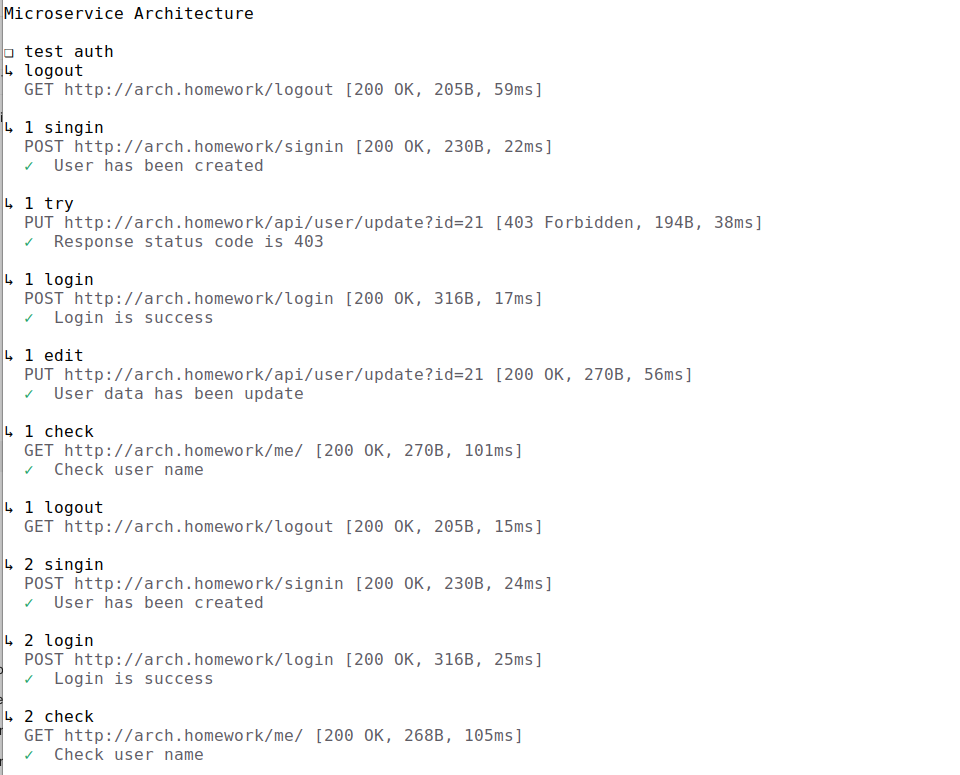 Microservice Architecture
❏ test auth
↳ logout
GET http://arch.homework/logout [200 OK, 205B, 59ms]
↳ 1 singin
POST http://arch.homework/signin [200 OK, 230B, 22ms]
✓ User has been created
↳ 1 try
PUT http://arch.homework/api/user/update?id=21 [403 Forbidden, 194B, 38ms]
✓ Response status code is 403
↳ 1 login
POST http://arch.homework/login [200 OK, 316B, 17ms]
✓ Login is success
↳ 1 edit
PUT http://arch.homework/api/user/update?id=21 [200 OK, 270B, 56ms]
✓ User data has been update
↳ 1 check
GET http://arch.homework/me/ [200 OK, 270B, 101ms]
✓ Check user name
↳ 1 logout
GET http://arch.homework/logout [200 OK, 205B, 15ms]
↳ 2 singin
POST http://arch.homework/signin [200 OK, 230B, 24ms]
✓ User has been created
↳ 2 login
POST http://arch.homework/login [200 OK, 316B, 25ms]
✓ Login is success
↳ 2 check
GET http://arch.homework/me/ [200 OK, 268B, 105ms]
✓ Check user name